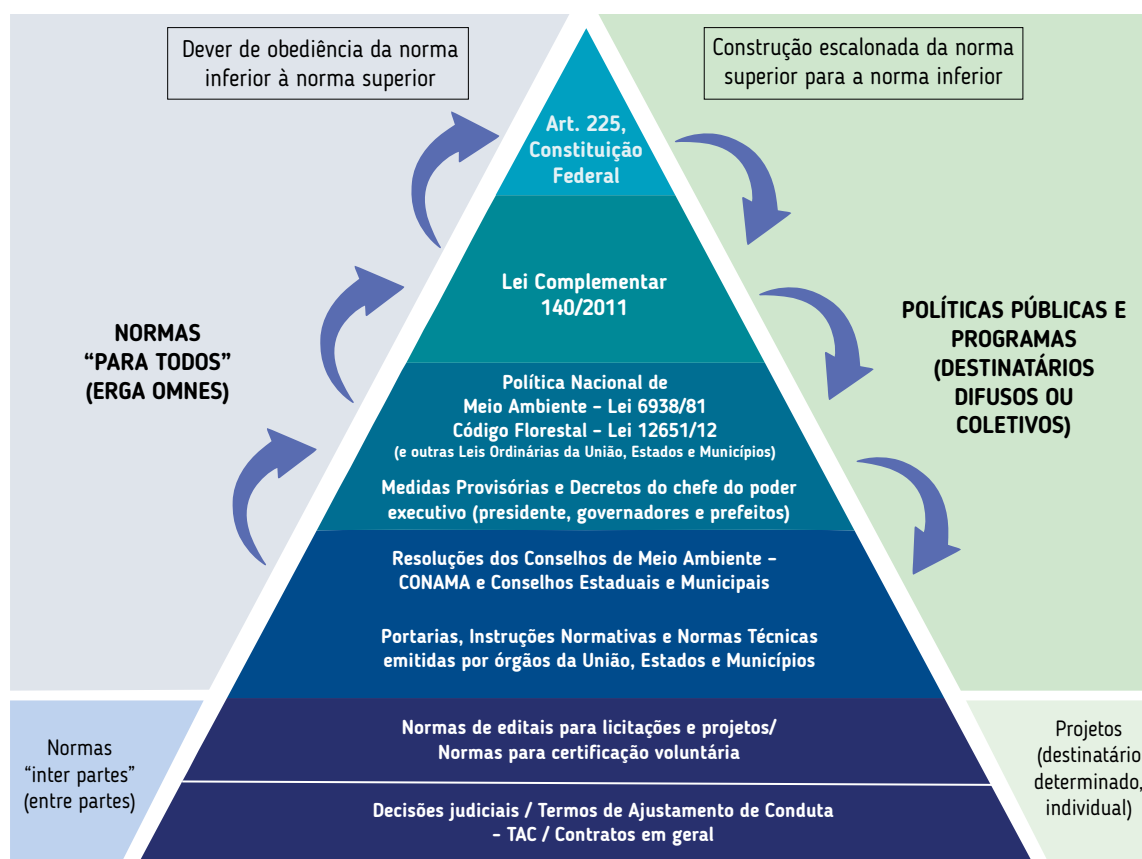 Dever de obediência da norma
inferior à norma superior
Construção escalonada da norma
superior para a norma inferior
Art. 225,
Constituição
Federal
Lei Complementar
140/2011
NORMAS
“PARA TODOS”
(ERGA OMNES)
POLÍTICAS PÚBLICAS E
PROGRAMAS
(DESTINATÁRIOS
DIFUSOS OU
COLETIVOS)
Política Nacional de
Meio Ambiente – Lei 6938/81
Código Florestal – Lei 12651/12
(e outras Leis Ordinárias da União, Estados e Municípios)
Medidas Provisórias e Decretos do chefe do poder
executivo (presidente, governadores e prefeitos)
Resoluções dos Conselhos de Meio Ambiente –
CONAMA e Conselhos Estaduais e Municipais
Portarias, Instruções Normativas e Normas Técnicas
emitidas por órgãos da União, Estados e Municípios
Normas de editais para licitações e projetos/
Normas para certificação voluntária
Decisões judiciais / Termos de Ajustamento de Conduta
– TAC / Contratos em geral
Normas
“inter partes”
(entre partes)
Projetos
(destinatário
determinado,
individual)